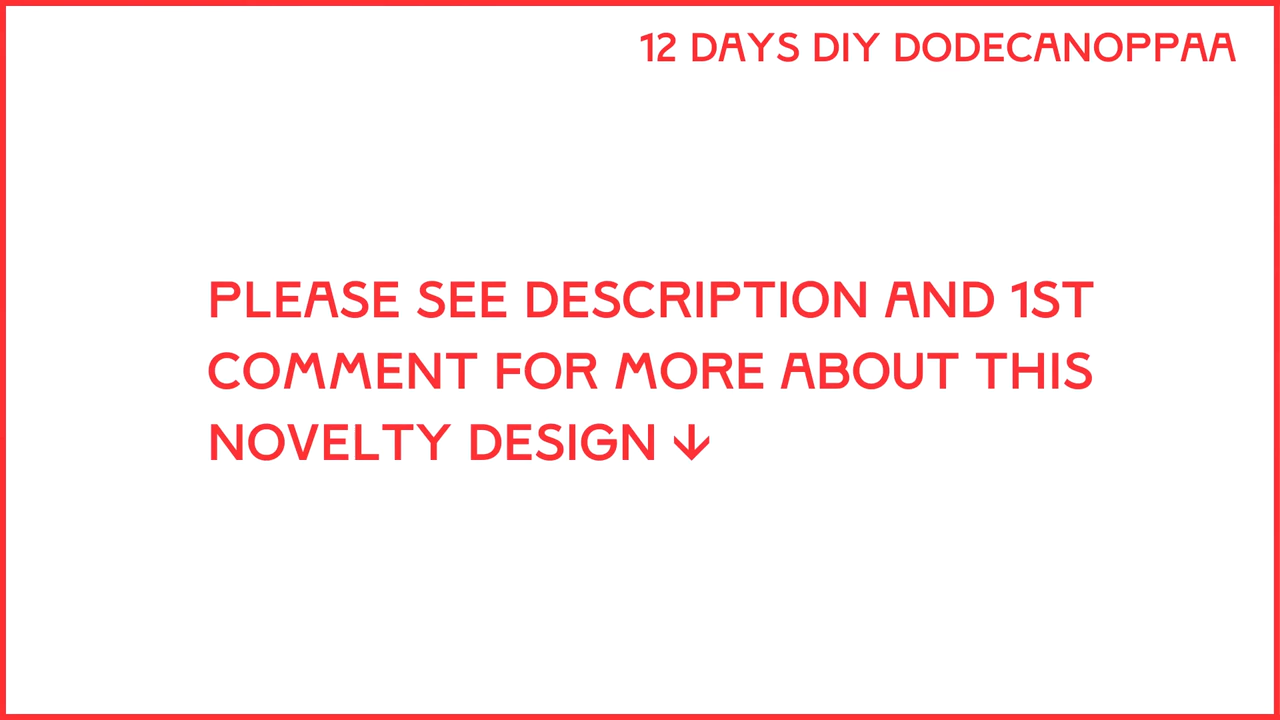 12 DAYS DIY DODECANOPPAA
PLEASE SEE DESCRIPTION AND 1ST
COMMENT FOR MORE ABOUT THIS
NOVELTY DESIGN ↓